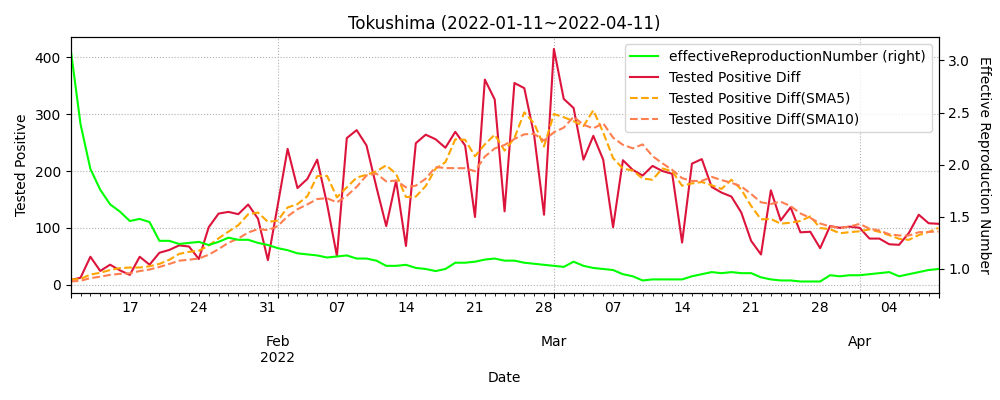 Tokushima (2022-01-11~2022-04-11)
effectiveReproductionNumber (right)
Tested Positive Diff
Tested Positive Diff(SMA5)
Tested Positive Diff(SMA10)
Tested Positive
400
300
200
100
0
3.0
2.5
2.0
1.5
1.0
Effective Reproduction Number
17 24 31 07 14 21 28 07 14 21 28 04
Feb Mar Apr
2022
Date